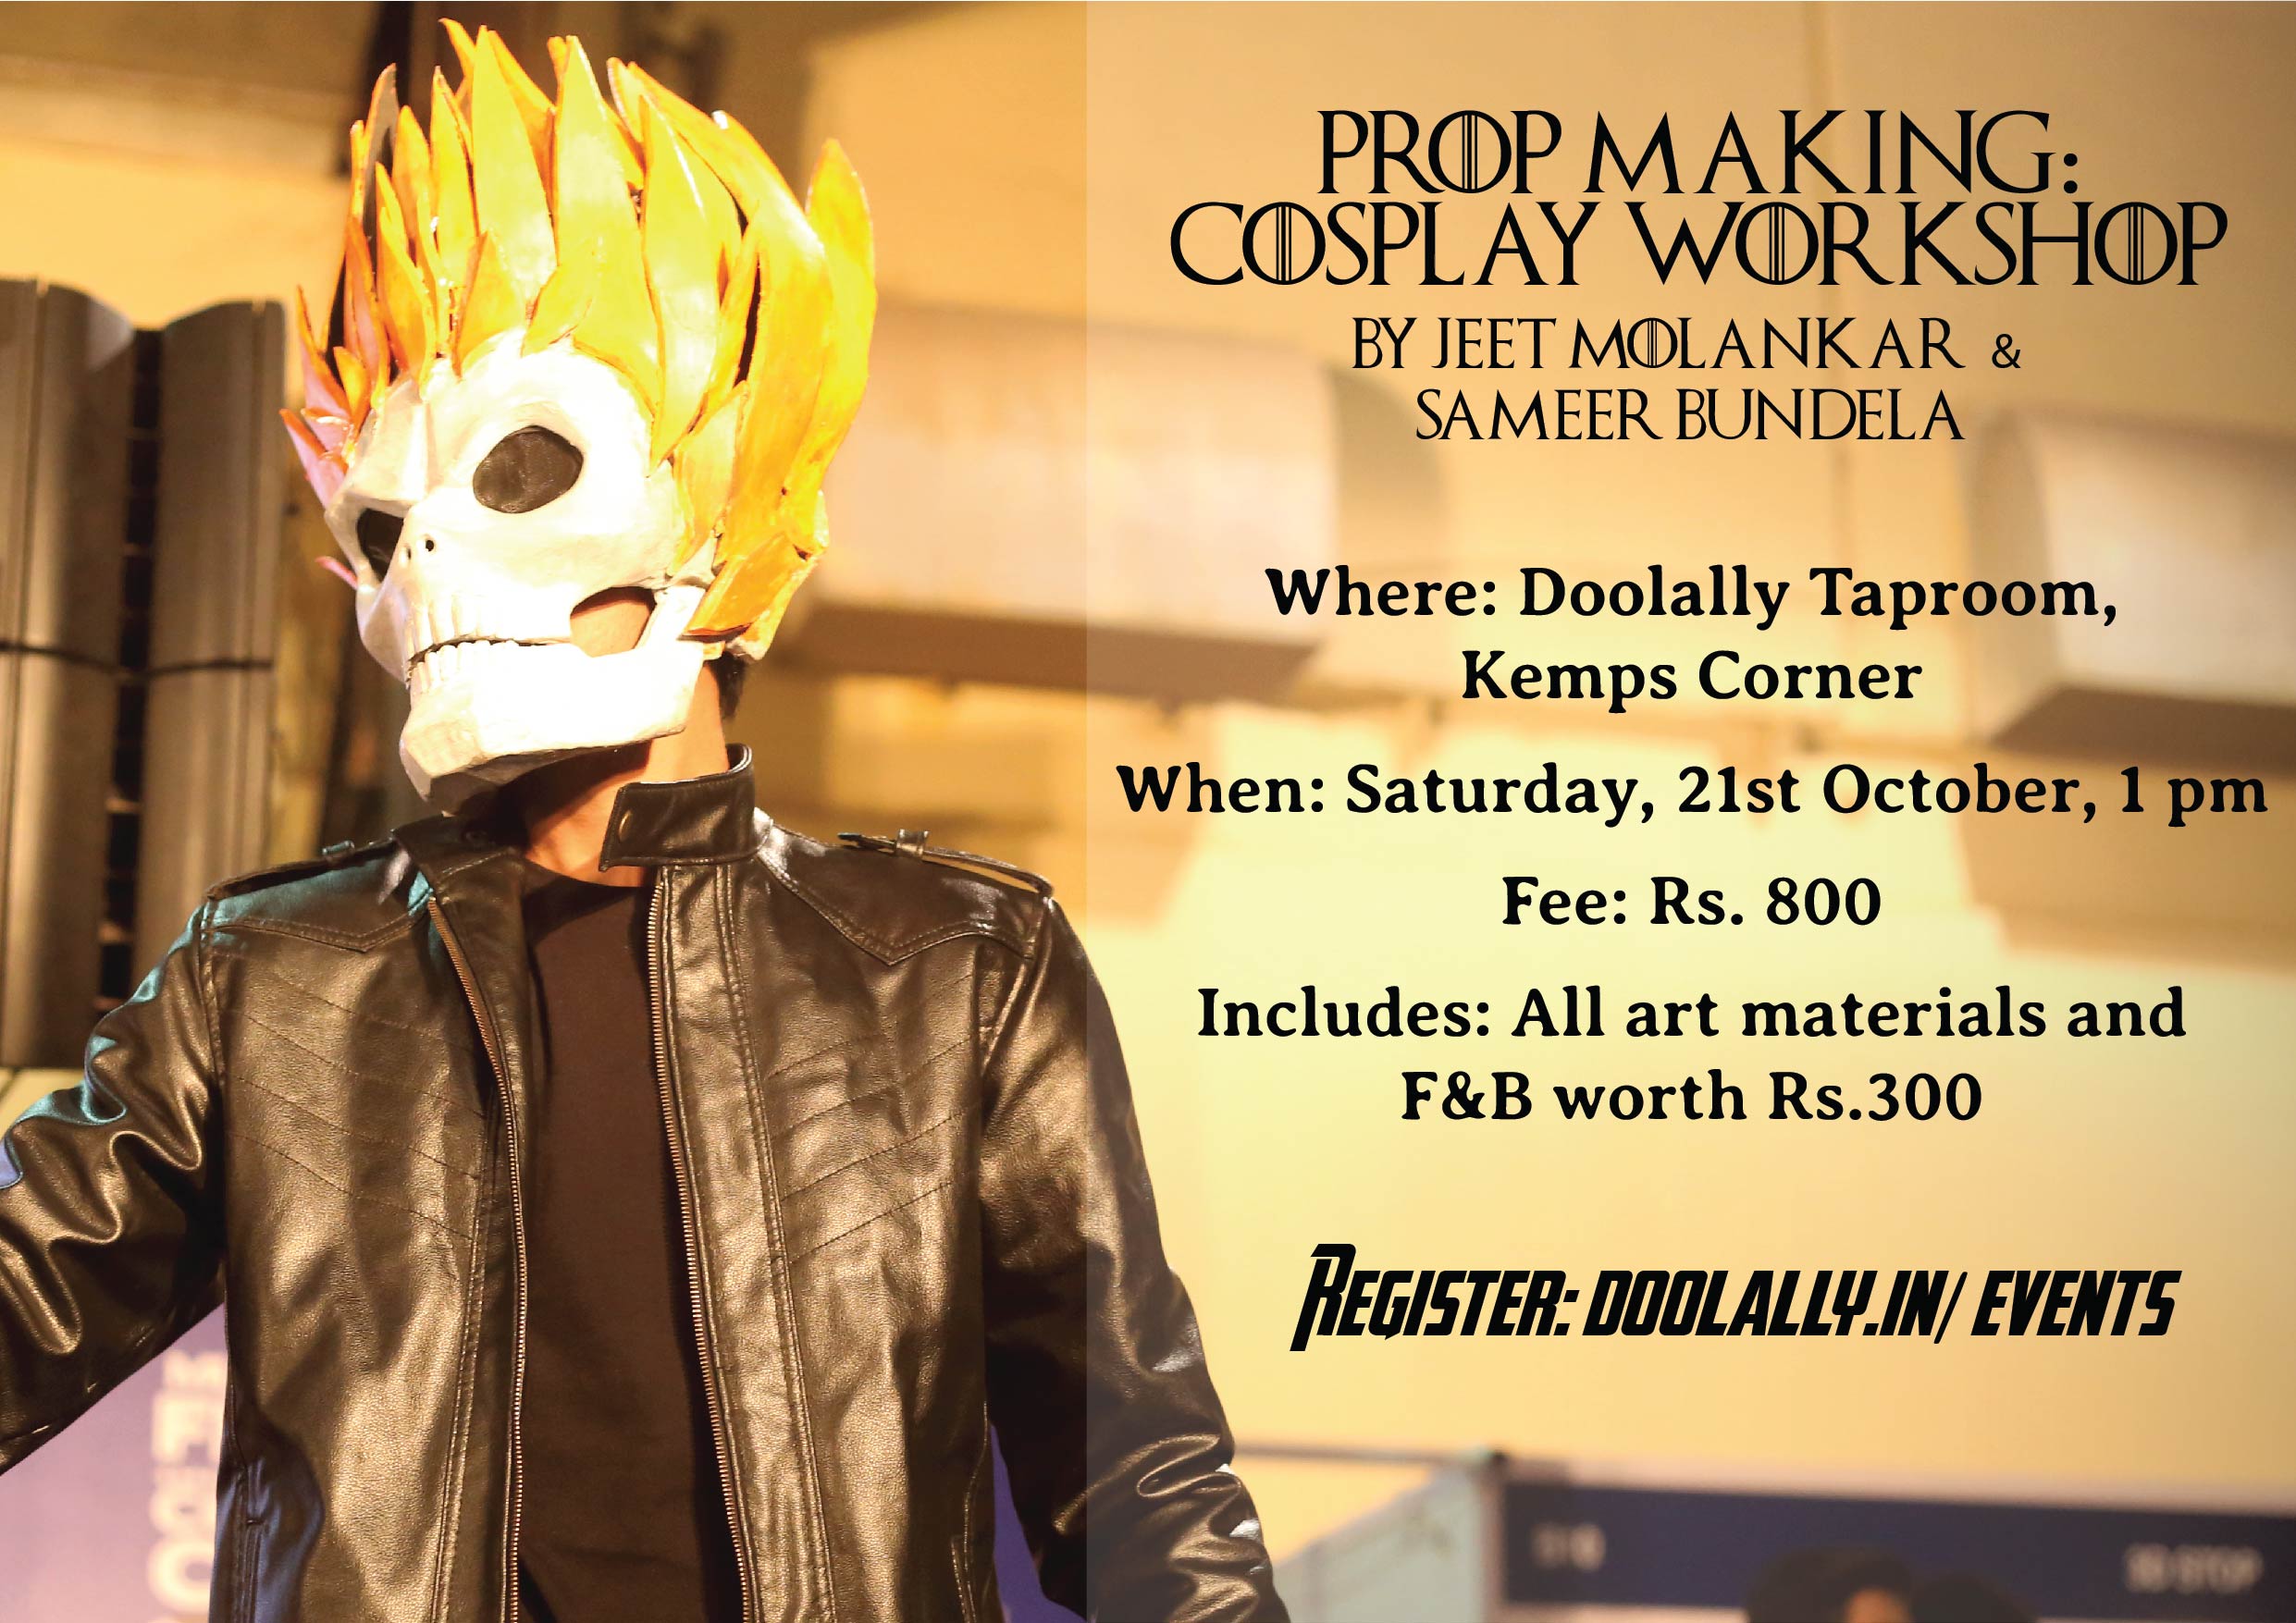 PROP MAKING:
COSPLAY WORKSHOP
BY JEET MOLANKAR &
SAMEER BUNDELA
Where: Doolally Taproom,
Kemps Corner
When: Saturday, 21st October, 1 pm
Fee: Rs. 800
Includes: All art materials and
F&B worth Rs.300
REGISTER: DOOLALLY.IN/ EVENTS